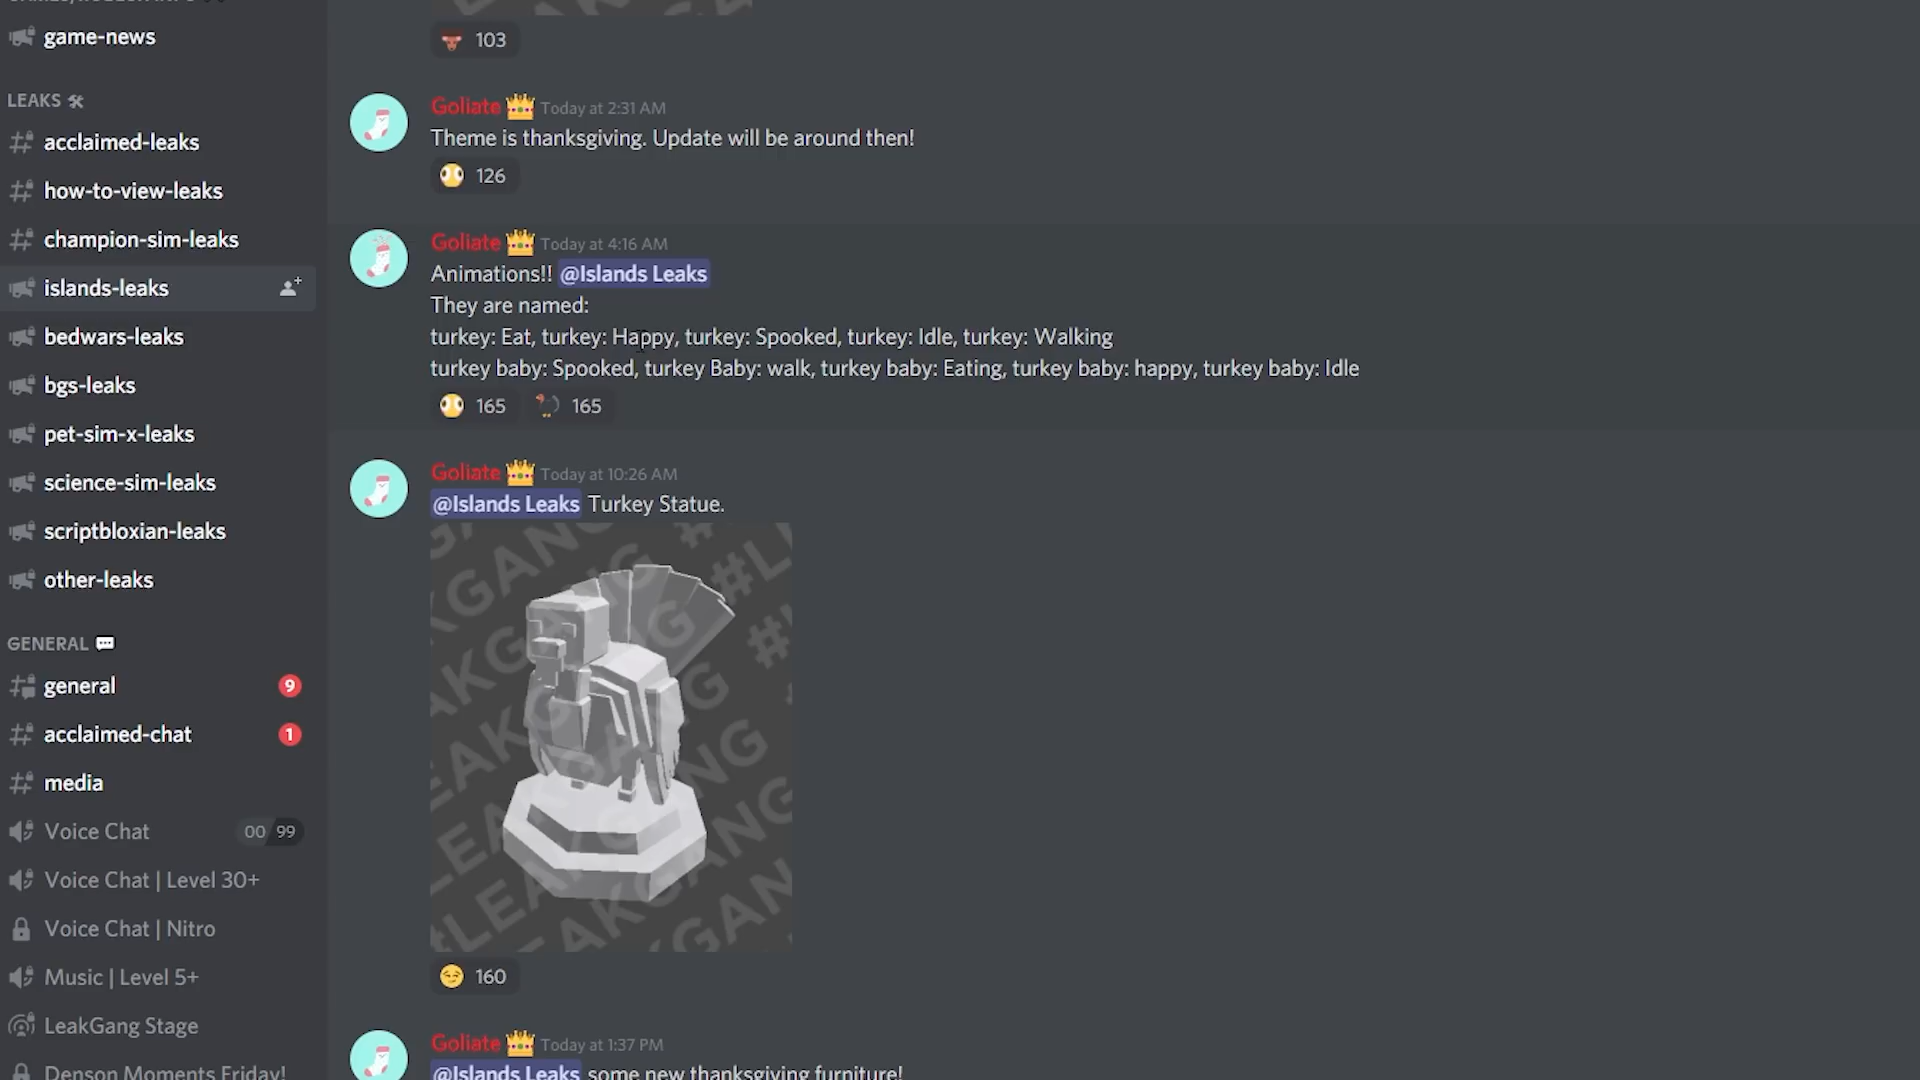 game-news
LEAKS
acclaimed-leaks
how-to-view-leaks
champion-sim-leaks
islands-leaks
bedwars-leaks
bgs-leaks
pet-sim-x-leaks
science-sim-leaks
scriptbloxian-leaks
other-leaks
GENERAL
general 9
acclaimed-chat 1
media
Voice Chat 00 99
Voice Chat | Level 30+
Voice Chat | Nitro
Music | Level 5+
LeakGang Stage
Denson Moments Friday!
103
Goliate Today at 2:31 AM
Theme is thanksgiving. Update will be around then!
126
Goliate Today at 4:16 AM
Animations!! @Islands Leaks
They are named:
turkey: Eat, turkey: Happy, turkey: Spooked, turkey: Idle, turkey: Walking
turkey baby: Spooked, turkey Baby: walk, turkey baby: Eating, turkey baby: happy, turkey baby: Idle
165 165
Goliate Today at 10:26 AM
@Islands Leaks Turkey Statue.
#LEAKGANG
160
Goliate Today at 1:37 PM
@Islands Leaks some new thanksgiving furniture!